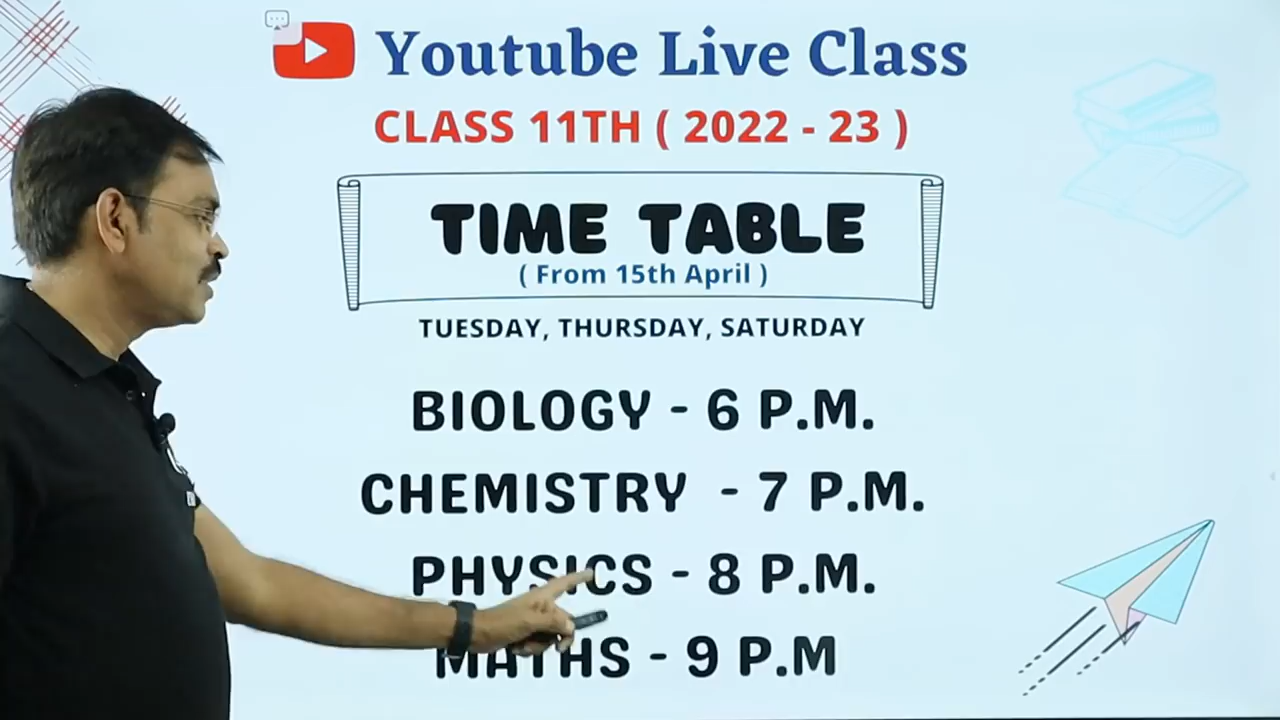 Youtube Live Class
CLASS 11TH ( 2022 - 23 )
TIME TABLE
( From 15th April )
TUESDAY, THURSDAY, SATURDAY
BIOLOGY - 6 P.M.
CHEMISTRY - 7 P.M.
PHYSICS - 8 P.M.
MATHS - 9 P.M